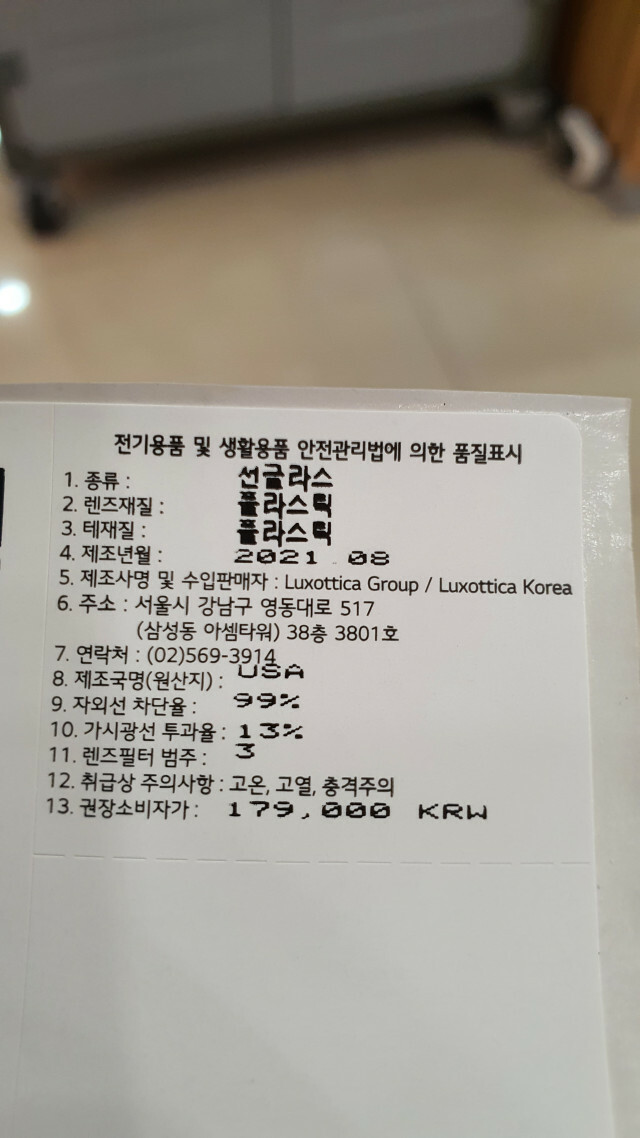 전기용품 및 생활용품 안전관리법에 의한 품질표시
1. 종류 : 선글라스
2. 렌즈재질 : 플라스틱
3. 테재질 : 플라스틱
4. 제조년월 : 2021.08
5. 제조사명 및 수입판매자 : Luxottica Group / Luxottica Korea
6. 주소 : 서울시 강남구 영동대로 517
(삼성동 아셈타워) 38층 3801호
7. 연락처 : (02)569-3914
8. 제조국명(원산지) : USA
9. 자외선 차단율 : 99%
10. 가시광선 투과율 : 13%
11. 렌즈필터 범주 : 3
12. 취급상 주의사항 : 고온, 고열, 충격주의
13. 권장소비자가 : 179,000 KRW